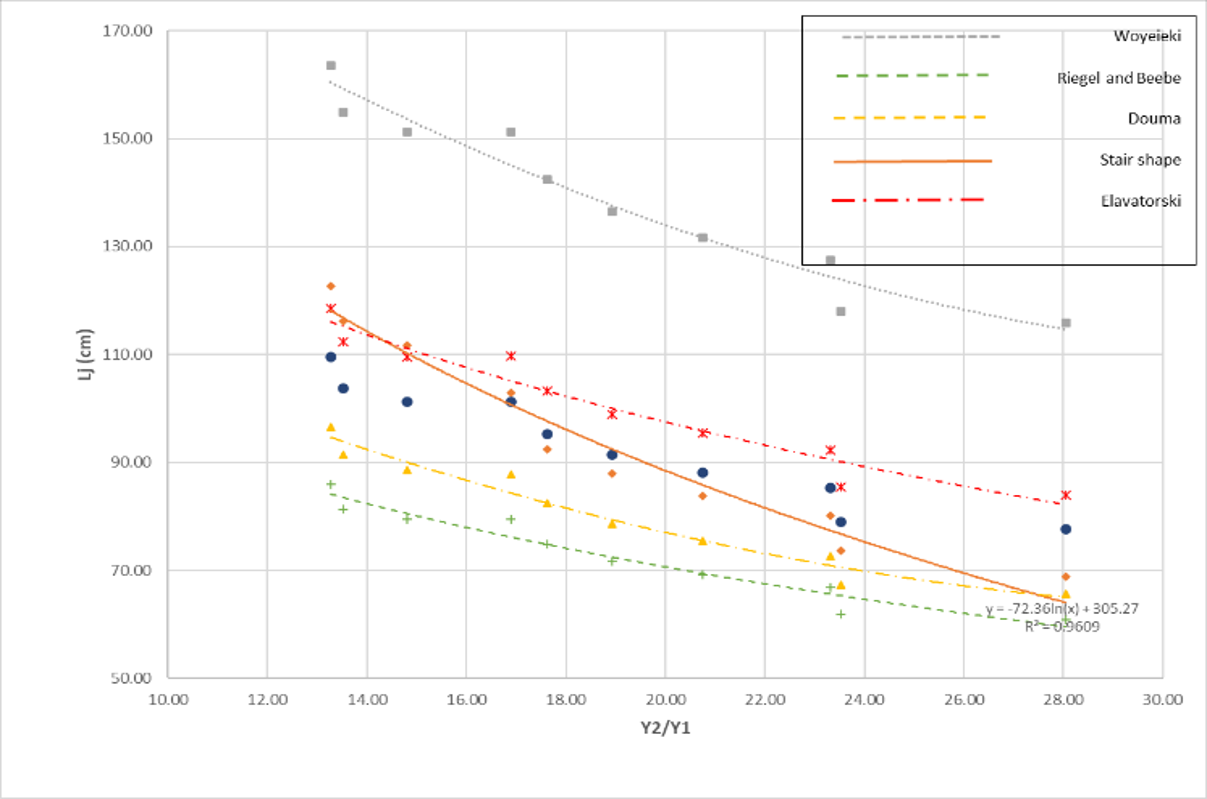 170.00
150.00
130.00
110.00
90.00
70.00
50.00
Lj (cm)
Woyeieki
Riegel and Beebe
Douma
Stair shape
Elavatorski
y = -72.36ln(x) + 305.27
R² = 0.9609
10.00 12.00 14.00 16.00 18.00 20.00 22.00 24.00 26.00 28.00 30.00
Y2/Y1